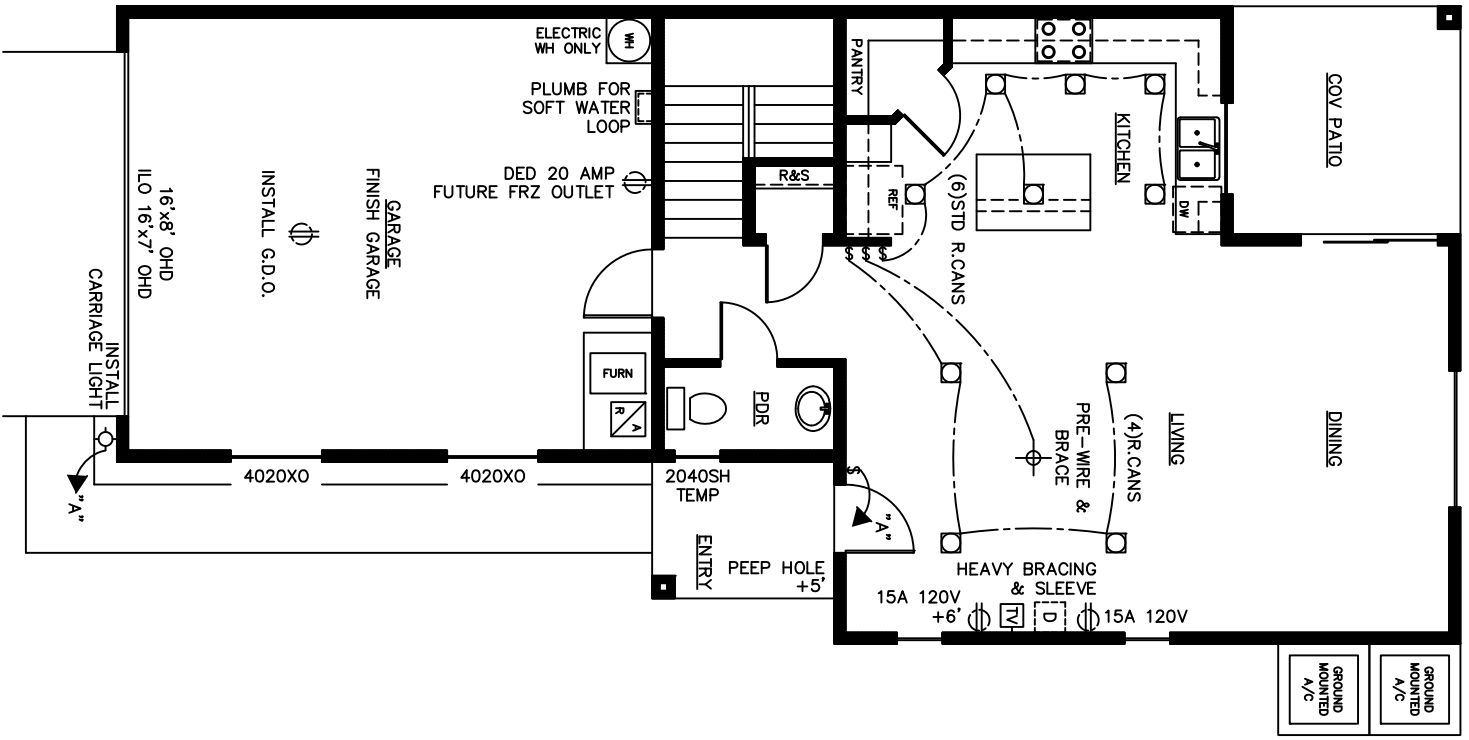 ELECTRIC
WH ONLY
WH
PLUMB FOR
SOFT WATER
LOOP
DED 20 AMP
FUTURE FRZ OUTLET
GARAGE
FINISH GARAGE
INSTALL G.D.O.
16'x8' OHD
ILO 16'x7' OHD
INSTALL
CARRIAGE LIGHT
"A"
4020XO
4020XO
FURN
R
A
R&S
PDR
2040SH
TEMP
ENTRY
PEEP HOLE
+5'
PANTRY
REF
KITCHEN
(6)STD R.CANS
DW
COV PATIO
$
$
$
DINING
LIVING
(4)R.CANS
PRE-WIRE &
BRACE
$
"A"
HEAVY BRACING
& SLEEVE
15A 120V
+6'
TV
D
15A 120V
GROUND
MOUNTED
A/C
GROUND
MOUNTED
A/C